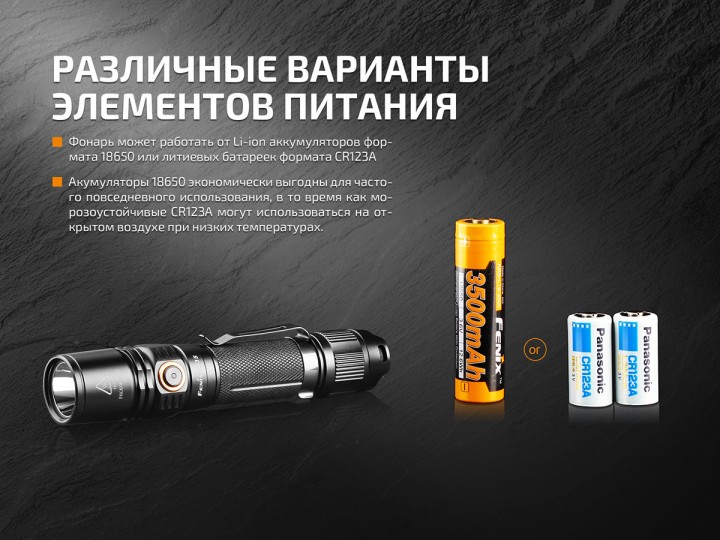 РАЗЛИЧНЫЕ ВАРИАНТЫ
ЭЛЕМЕНТОВ ПИТАНИЯ
Фонарь может работать от Li-ion аккумуляторов фор-
мата 18650 или литиевых батареек формата CR123A
Акумуляторы 18650 экономически выгодны для часто-
го повседневного использования, в то время как мо-
розоустойчивые CR123A могут использоваться на от-
крытом воздухе при низких температурах.
3500mAh
FENIX
or
Panasonic
CR123A
Panasonic
CR123A